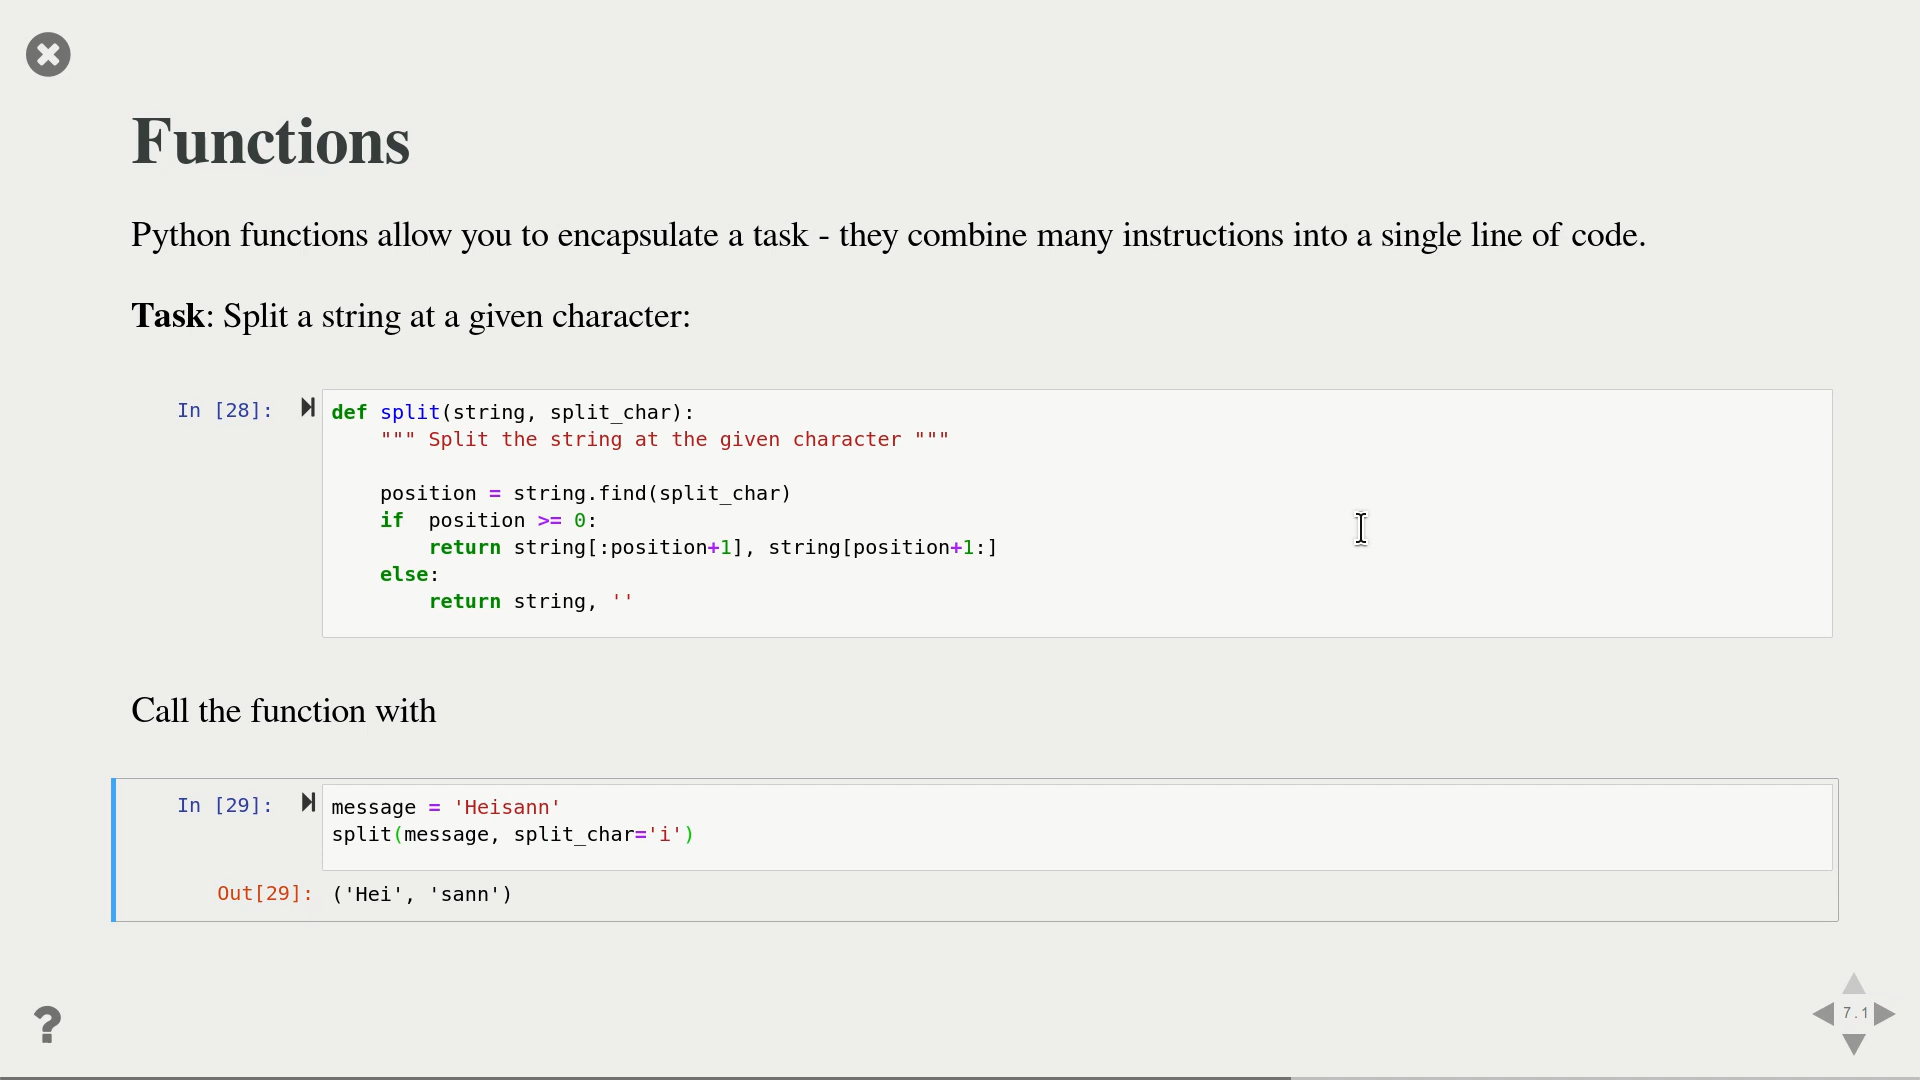 Functions
Python functions allow you to encapsulate a task - they combine many instructions into a single line of code.
Task: Split a string at a given character:
In [28]:
def split(string, split_char):
    """ Split the string at the given character """

    position = string.find(split_char)
    if  position >= 0:
        return string[:position+1], string[position+1:]
    else:
        return string, ''
Call the function with
In [29]:
message = 'Heisann'
split(message, split_char='i')
Out[29]: ('Hei', 'sann')
?
7.1